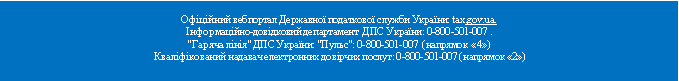 Офіційний вебпортал Державної податкової служби України: tax.gov.ua.
Інформаційно-довідковий департамент ДПС України: 0-800-501-007 .
"Гаряча лінія" ДПС України: "Пульс": 0-800-501-007 ( напрямок «4»)
Кваліфікований надавач електронних довірчих послуг: 0-800-501-007( напрямок «2»)